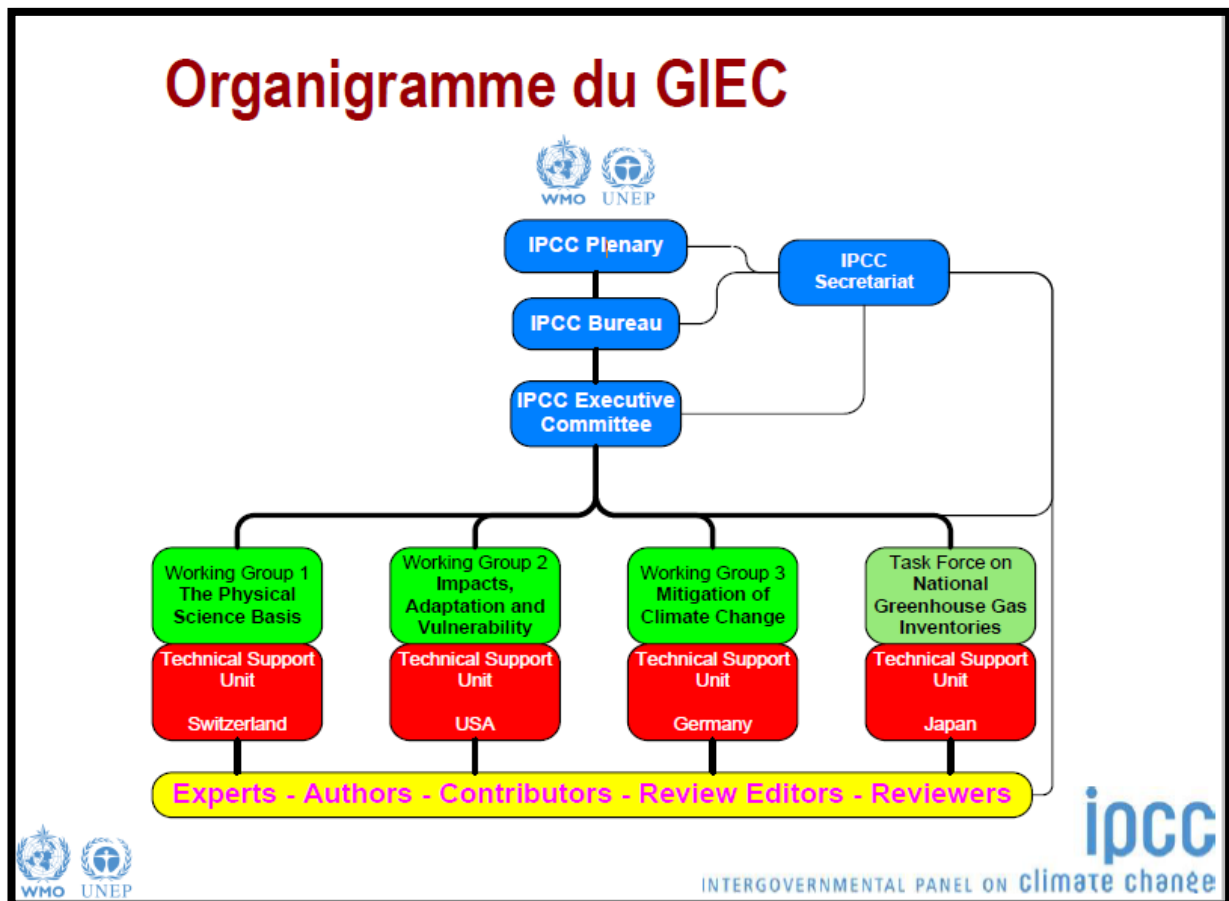 Organigramme du GIEC
WMO UNEP
IPCC Plenary
IPCC
Secretariat
IPCC Bureau
IPCC Executive
Committee
Working Group 1
The Physical
Science Basis
Working Group 2
Impacts,
Adaptation and
Vulnerability
Working Group 3
Mitigation of
Climate Change
Task Force on
National
Greenhouse Gas
Inventories
Technical Support
Unit
Switzerland
Technical Support
Unit
USA
Technical Support
Unit
Germany
Technical Support
Unit
Japan
Experts - Authors - Contributors - Review Editors - Reviewers
WMO UNEP
ipcc
INTERGOVERNMENTAL PANEL ON climate change